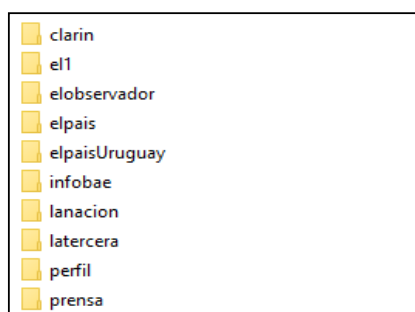 clarin
el1
elobservador
elpais
elpaisUruguay
infobae
lanacion
latercera
perfil
prensa